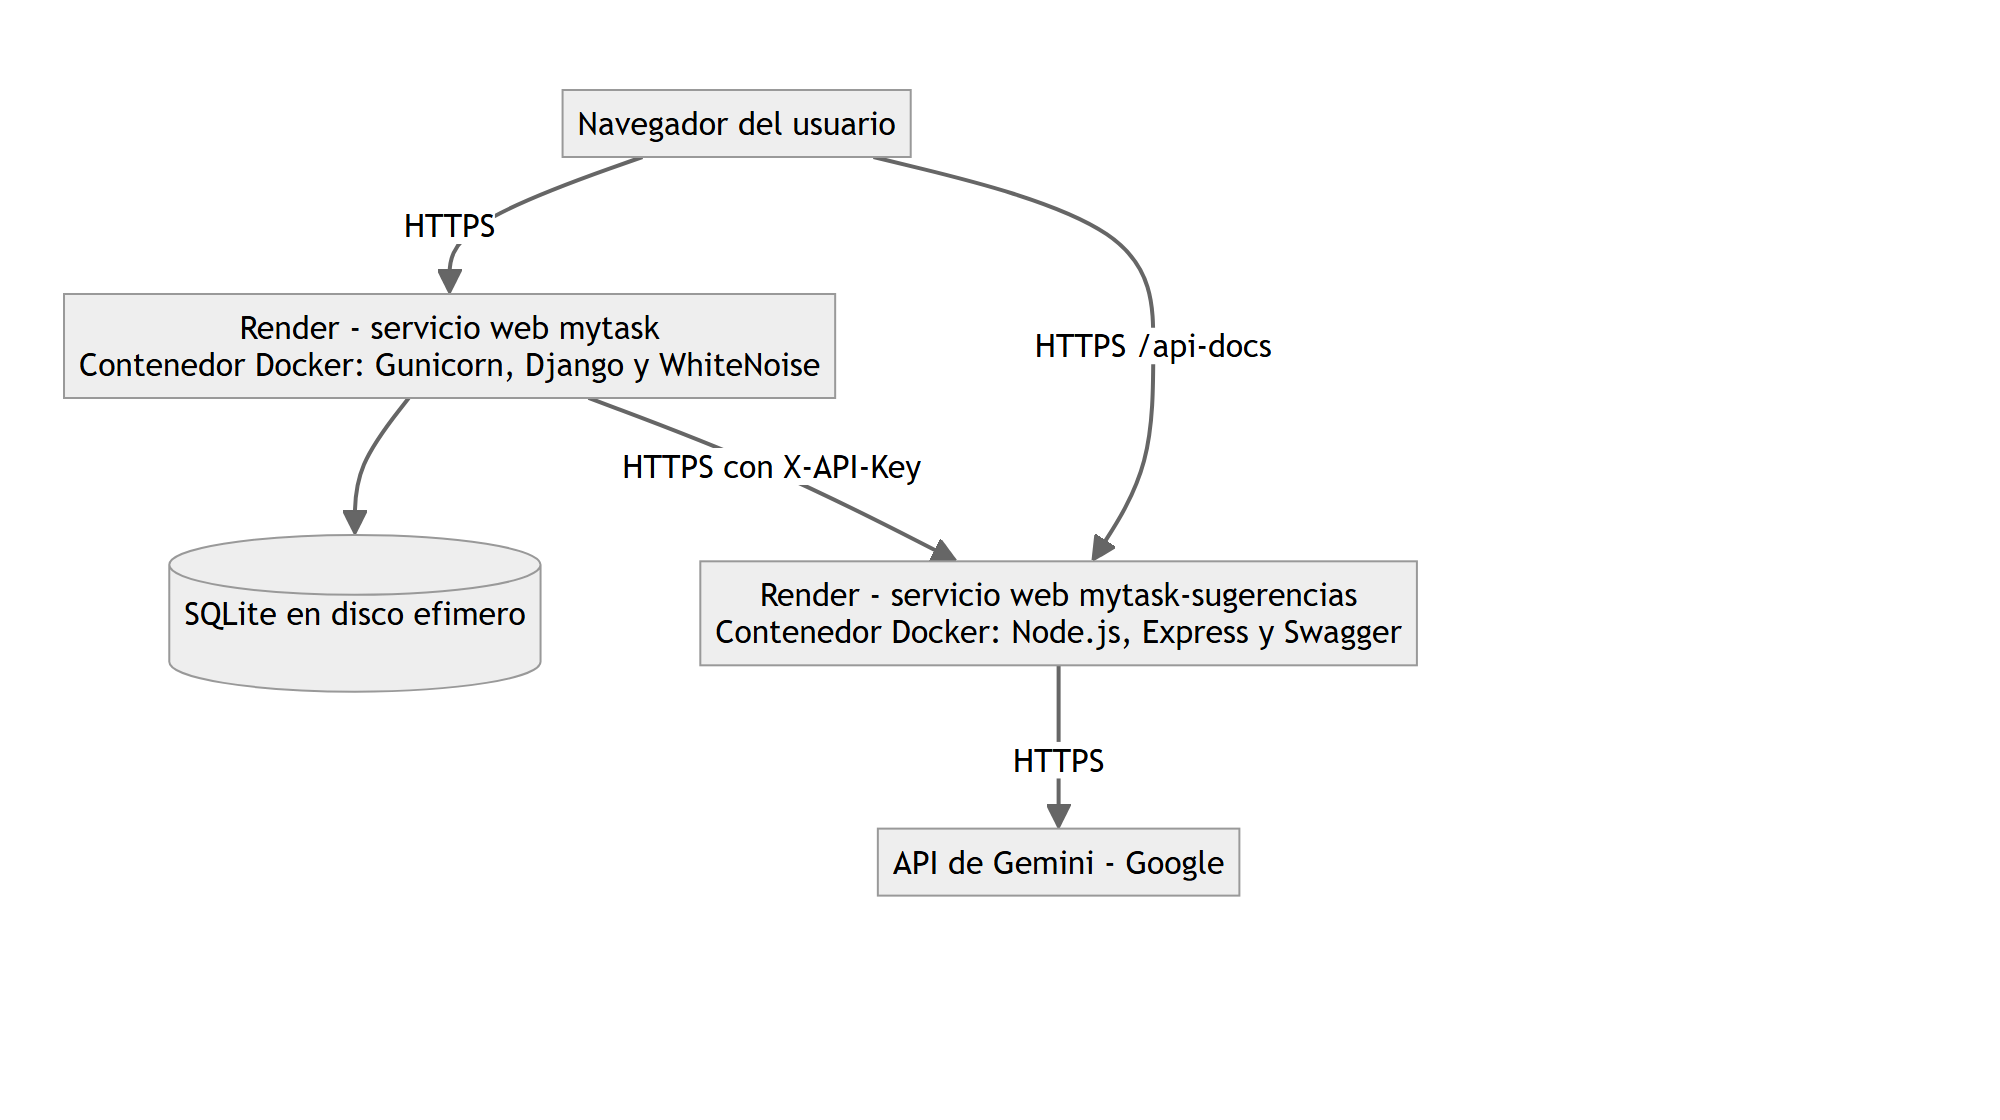 Navegador del usuario
HTTPS
Render - servicio web mytask
Contenedor Docker: Gunicorn, Django y WhiteNoise
HTTPS /api-docs
HTTPS con X-API-Key
SQLite en disco efimero
Render - servicio web mytask-sugerencias
Contenedor Docker: Node.js, Express y Swagger
HTTPS
API de Gemini - Google